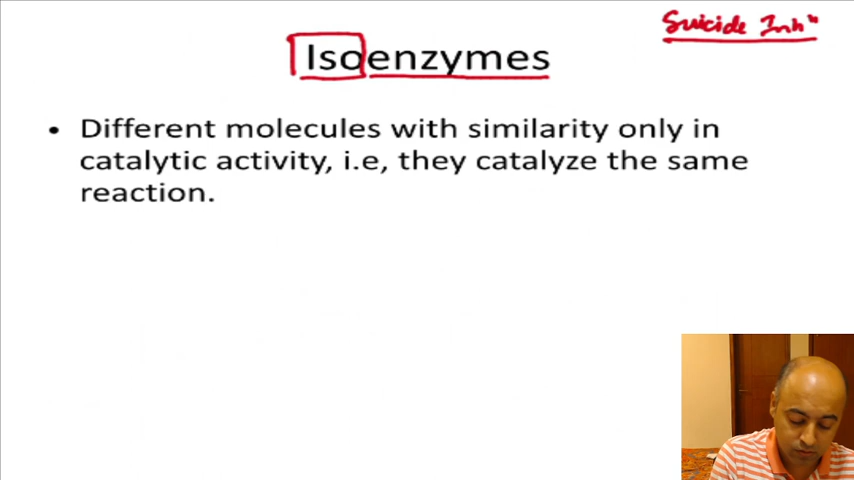 Suicide Inhⁿ
Isoenzymes
• Different molecules with similarity only in
catalytic activity, i.e, they catalyze the same
reaction.